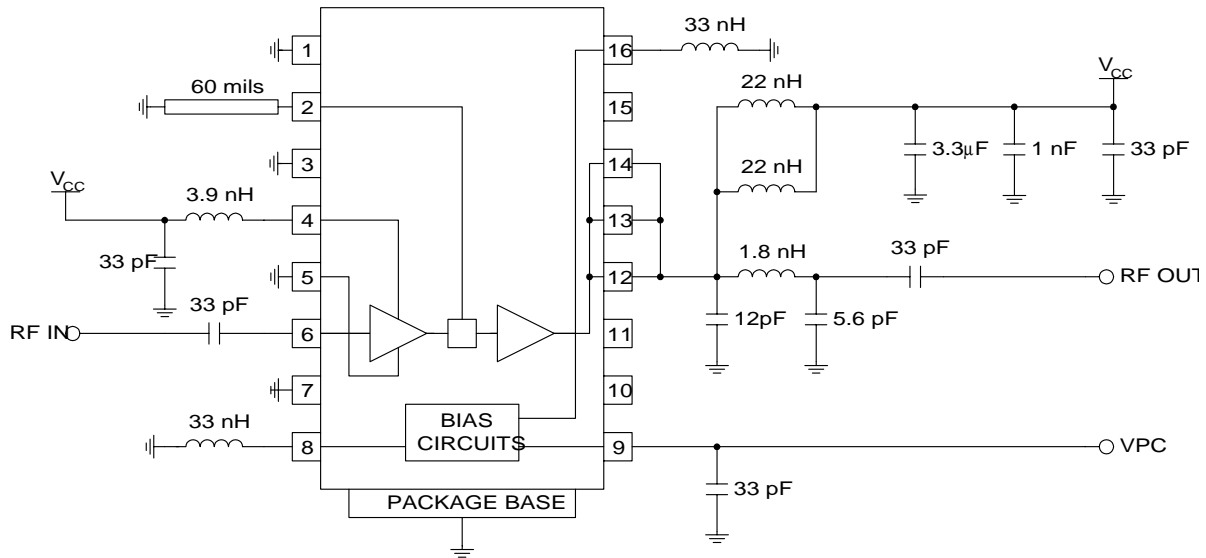 33 nH
1
16
60 mils
22 nH
V_CC
2
15
3
14
3.3μF
1 nF
33 pF
V_CC
3.9 nH
22 nH
4
13
33 pF
1.8 nH
33 pF
5
12
RF OUT
33 pF
RF IN
6
11
12pF
5.6 pF
7
10
33 nH
BIAS
CIRCUITS
8
9
VPC
33 pF
PACKAGE BASE